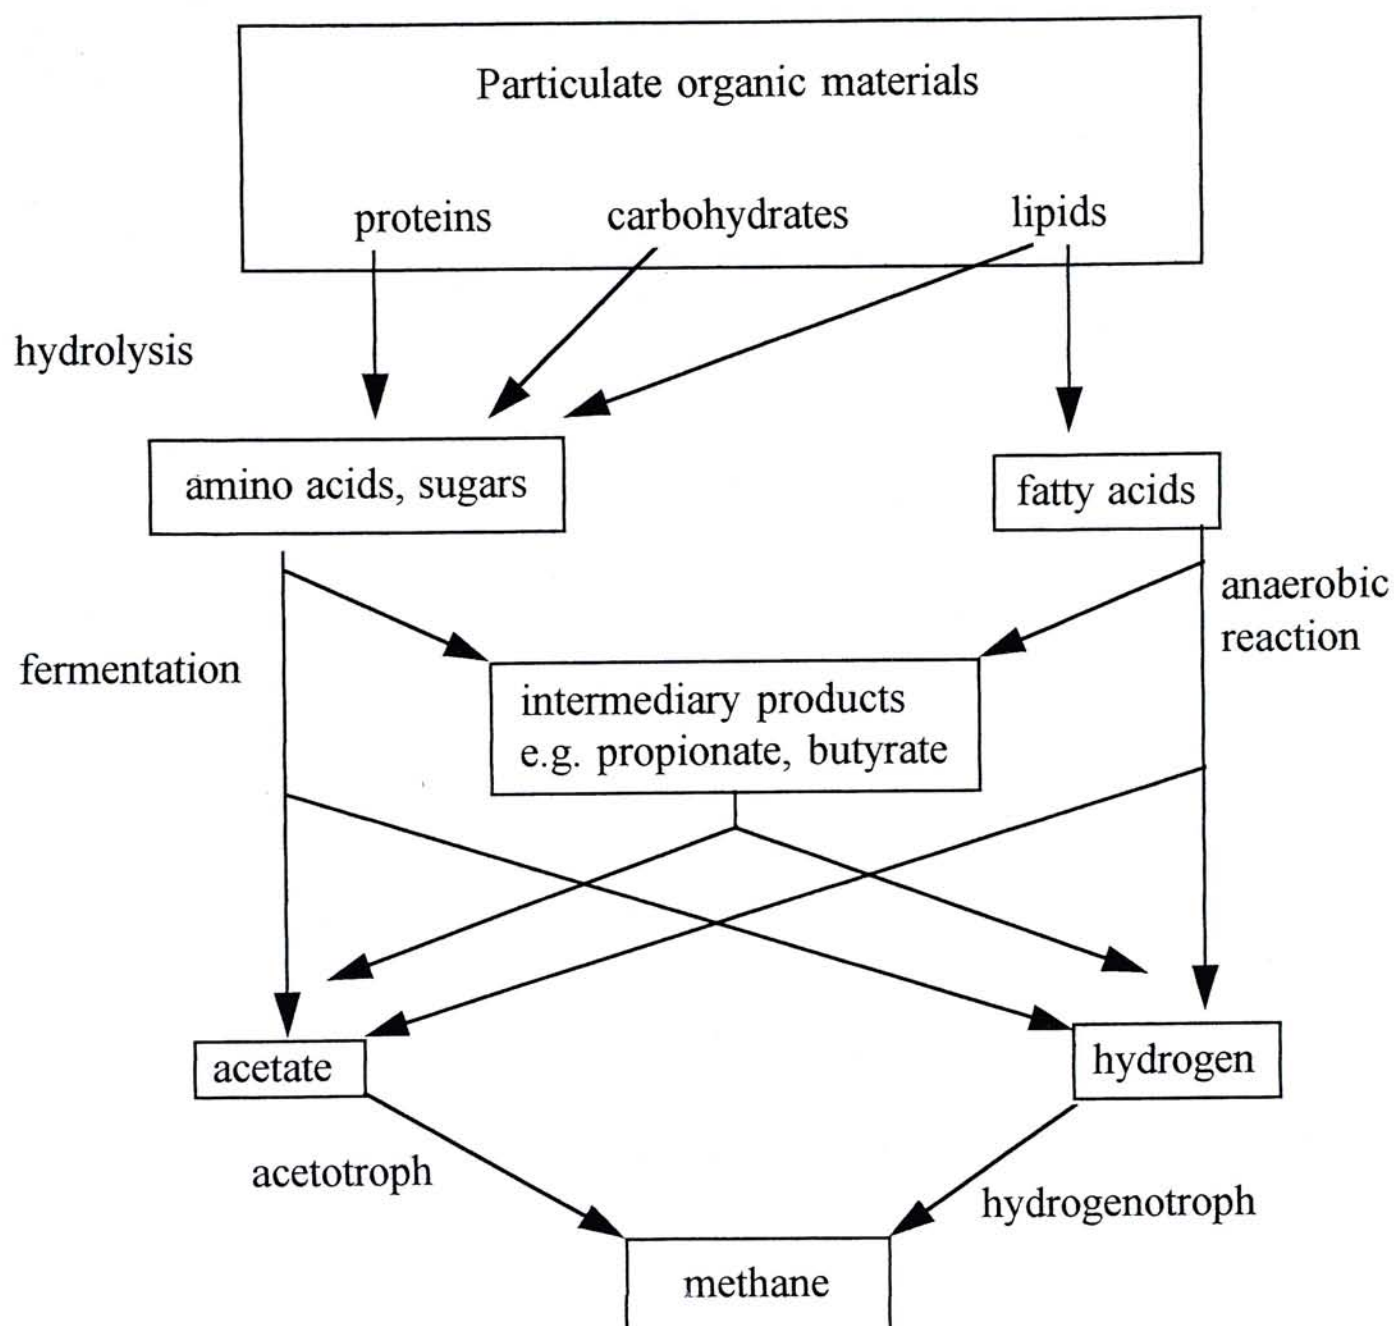 Particulate organic materials
proteins carbohydrates lipids
hydrolysis
amino acids, sugars
fatty acids
anaerobic
reaction
fermentation
intermediary products
e.g. propionate, butyrate
acetate
hydrogen
acetotroph
hydrogenotroph
methane